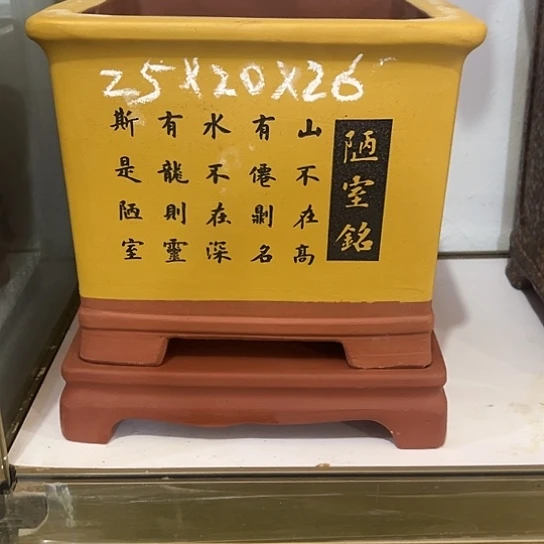 25X20X26
陋室銘
山不在高
有僊則名
水不在深
有龍則靈
斯是陋室